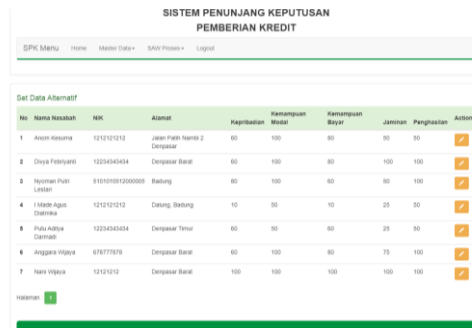 SISTEM PENUNJANG KEPUTUSAN
PEMBERIAN KREDIT
SPK Menu Home Master Data SAW Proses Logout
Set Data Alternatif
No Nama Nasabah NIK Alamat Kepribadian Kemampuan Modal Kemampuan Bayar Jaminan Penghasilan Action
1 Anom Kesuma 1212121212 Jalan Patih Nambi 2 Denpasar 60 100 80 50 50
2 Divya Febriyanti 12234343434 Denpasar Barat 60 60 80 100 100
3 Nyoman Putri Lestari 5101010512000005 Badung 80 100 60 50 100
4 I Made Agus Diatmika 1212121212 Dalung, Badung 10 50 10 25 50
5 Putu Aditya Darmadi 12234343434 Denpasar Timur 60 50 60 25 50
6 Anggara Wijaya 678777878 Denpasar Barat 60 100 80 75 100
7 Nani Wijaya 12121212 Denpasar Barat 100 100 100 100 100
Halaman 1